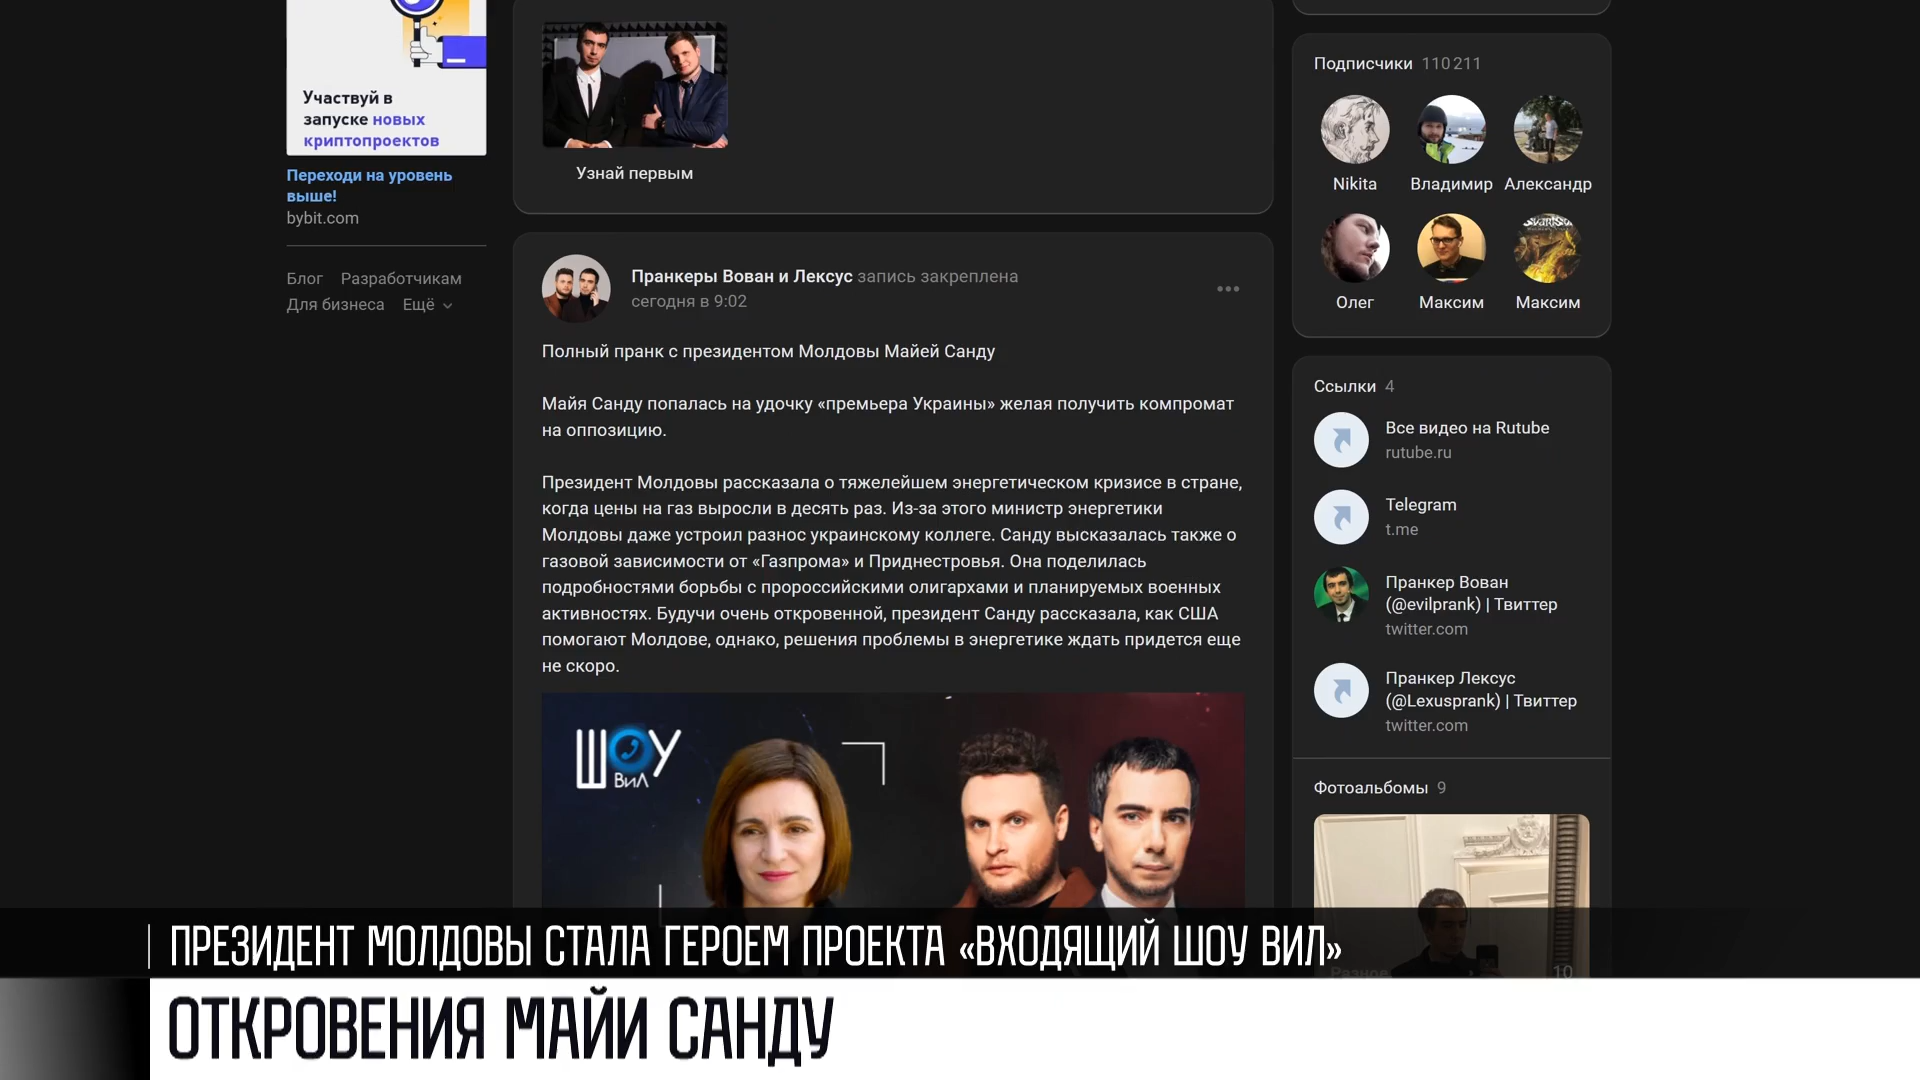 Участвуй в
запуске новых
криптопроектов
Переходи на уровень
выше!
bybit.com
Блог Разработчикам
Для бизнеса Ещё
Узнай первым
Пранкеры Вован и Лексус запись закреплена
сегодня в 9:02
Полный пранк с президентом Молдовы Майей Санду
Майя Санду попалась на удочку «премьера Украины» желая получить компромат
на оппозицию.
Президент Молдовы рассказала о тяжелейшем энергетическом кризисе в стране,
когда цены на газ выросли в десять раз. Из-за этого министр энергетики
Молдовы даже устроил разнос украинскому коллеге. Санду высказалась также о
газовой зависимости от «Газпрома» и Приднестровья. Она поделилась
подробностями борьбы с пророссийскими олигархами и планируемых военных
активностях. Будучи очень откровенной, президент Санду рассказала, как США
помогают Молдове, однако, решения проблемы в энергетике ждать придется еще
не скоро.
ШОУ
ВиЛ
Подписчики 110 211
Nikita Владимир Александр
Олег Максим Максим
Ссылки 4
Все видео на Rutube
rutube.ru
Telegram
t.me
Пранкер Вован
(@evilprank) | Твиттер
twitter.com
Пранкер Лексус
(@Lexusprank) | Твиттер
twitter.com
Фотоальбомы 9
Разное 10
ПРЕЗИДЕНТ МОЛДОВЫ СТАЛА ГЕРОЕМ ПРОЕКТА «ВХОДЯЩИЙ ШОУ ВИЛ»
ОТКРОВЕНИЯ МАЙИ САНДУ